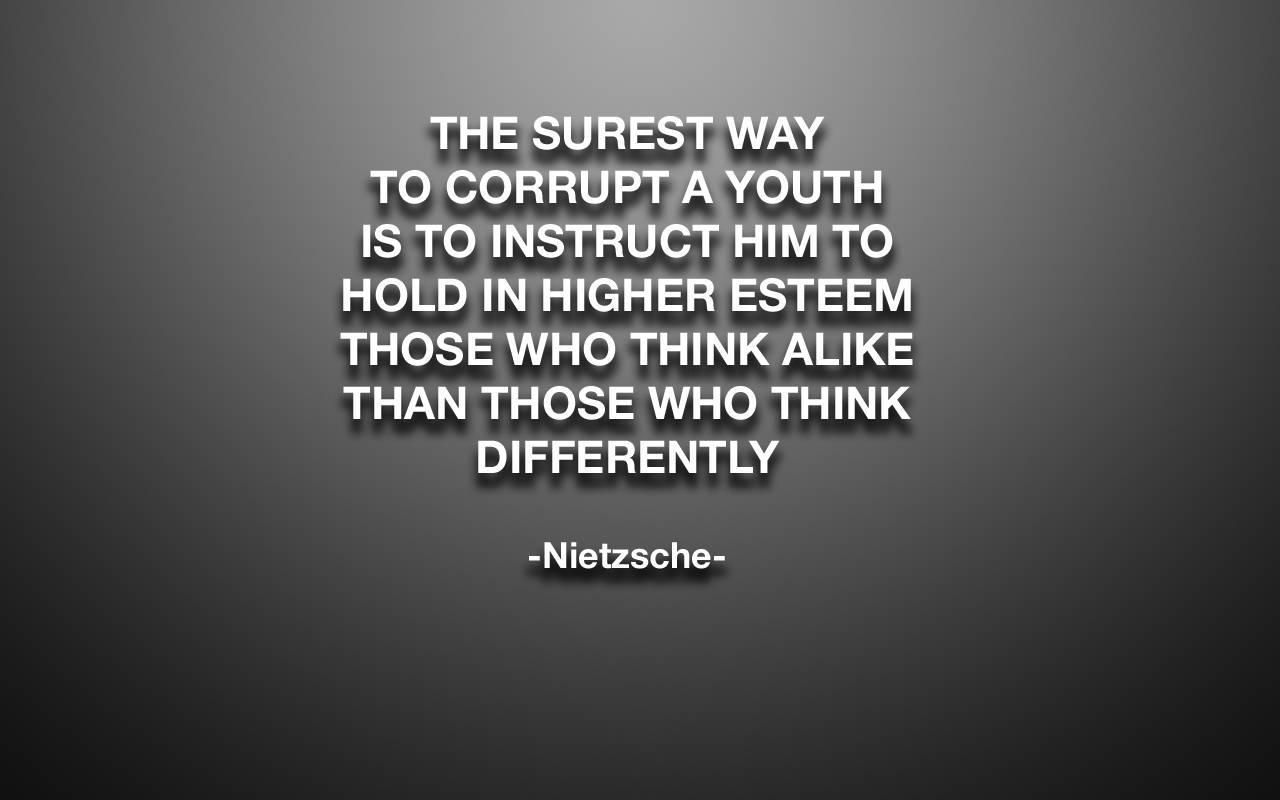 THE SUREST WAY
TO CORRUPT A YOUTH
IS TO INSTRUCT HIM TO
HOLD IN HIGHER ESTEEM
THOSE WHO THINK ALIKE
THAN THOSE WHO THINK
DIFFERENTLY
-Nietzsche-